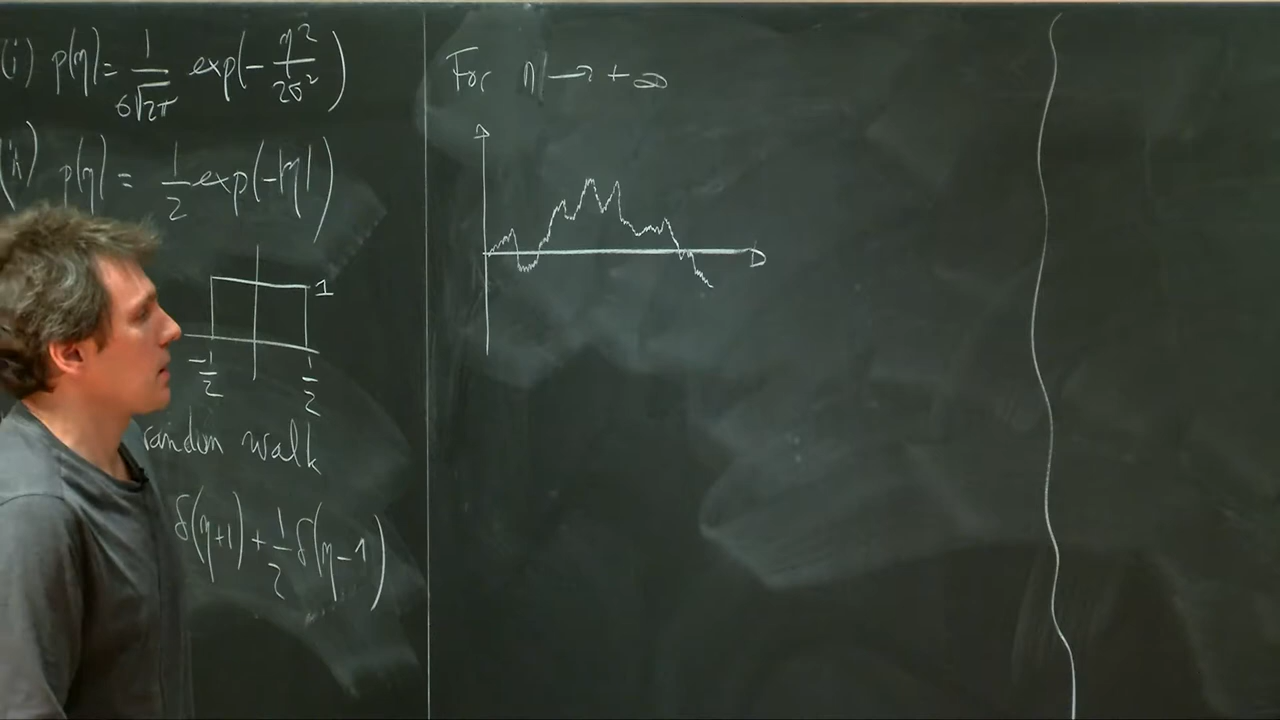 (i) p(η) = 1/(σ√2π) exp(-η²/2σ²)
p(η) = 1/2 exp(-|η|)
1
-1/2 1/2
random walk
δ(η+1) + 1/2 δ(η-1)
For n → +∞